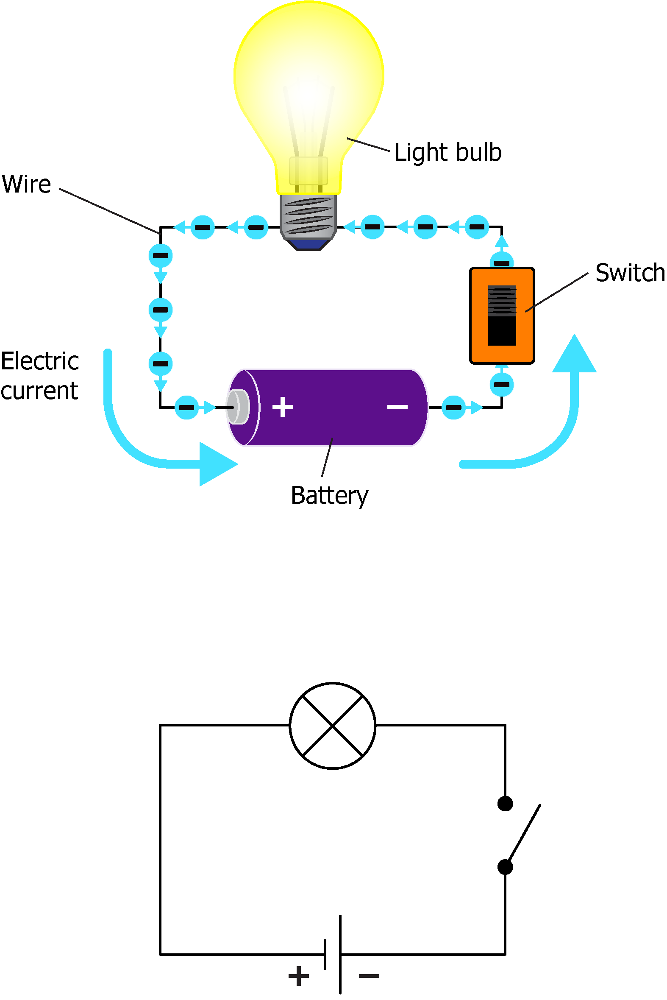 Light bulb
Wire
Switch
Electric
current
+ −
Battery
+ −